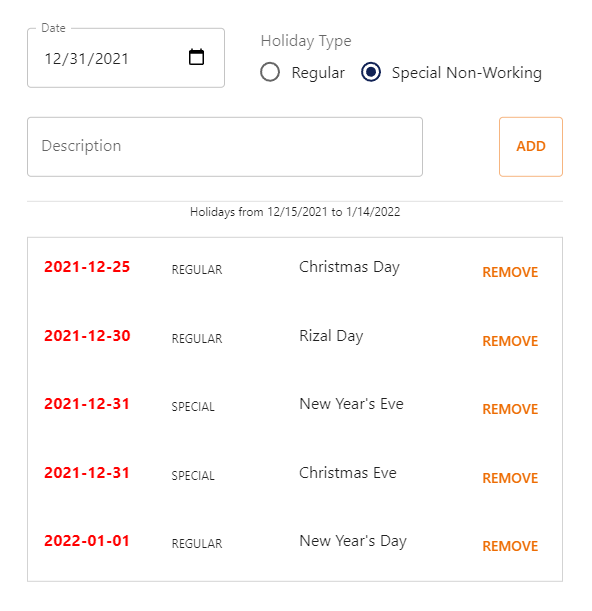 Date
12/31/2021
Holiday Type
Regular Special Non-Working
Description
ADD
Holidays from 12/15/2021 to 1/14/2022
2021-12-25 REGULAR Christmas Day REMOVE
2021-12-30 REGULAR Rizal Day REMOVE
2021-12-31 SPECIAL New Year's Eve REMOVE
2021-12-31 SPECIAL Christmas Eve REMOVE
2022-01-01 REGULAR New Year's Day REMOVE